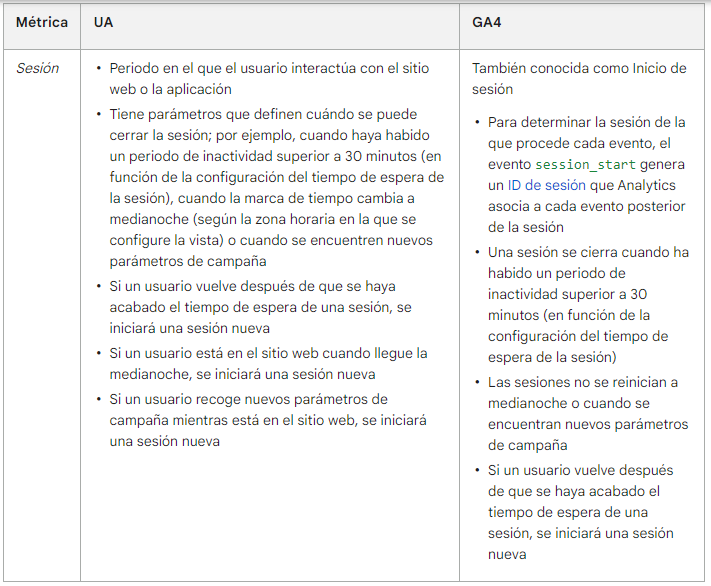 Métrica
UA
GA4
Sesión
• Periodo en el que el usuario interactúa con el sitio
web o la aplicación
• Tiene parámetros que definen cuándo se puede
cerrar la sesión; por ejemplo, cuando haya habido
un periodo de inactividad superior a 30 minutos (en
función de la configuración del tiempo de espera de
la sesión), cuando la marca de tiempo cambia a
medianoche (según la zona horaria en la que se
configure la vista) o cuando se encuentren nuevos
parámetros de campaña
• Si un usuario vuelve después de que se haya
acabado el tiempo de espera de una sesión, se
iniciará una sesión nueva
• Si un usuario está en el sitio web cuando llegue la
medianoche, se iniciará una sesión nueva
• Si un usuario recoge nuevos parámetros de
campaña mientras está en el sitio web, se iniciará
una sesión nueva
También conocida como Inicio de
sesión
• Para determinar la sesión de la
que procede cada evento, el
evento session_start genera
un ID de sesión que Analytics
asocia a cada evento posterior
de la sesión
• Una sesión se cierra cuando ha
habido un periodo de
inactividad superior a 30
minutos (en función de la
configuración del tiempo de
espera de la sesión)
• Las sesiones no se reinician a
medianoche o cuando se
encuentran nuevos parámetros
de campaña
• Si un usuario vuelve después
de que se haya acabado el
tiempo de espera de una
sesión, se iniciará una sesión
nueva